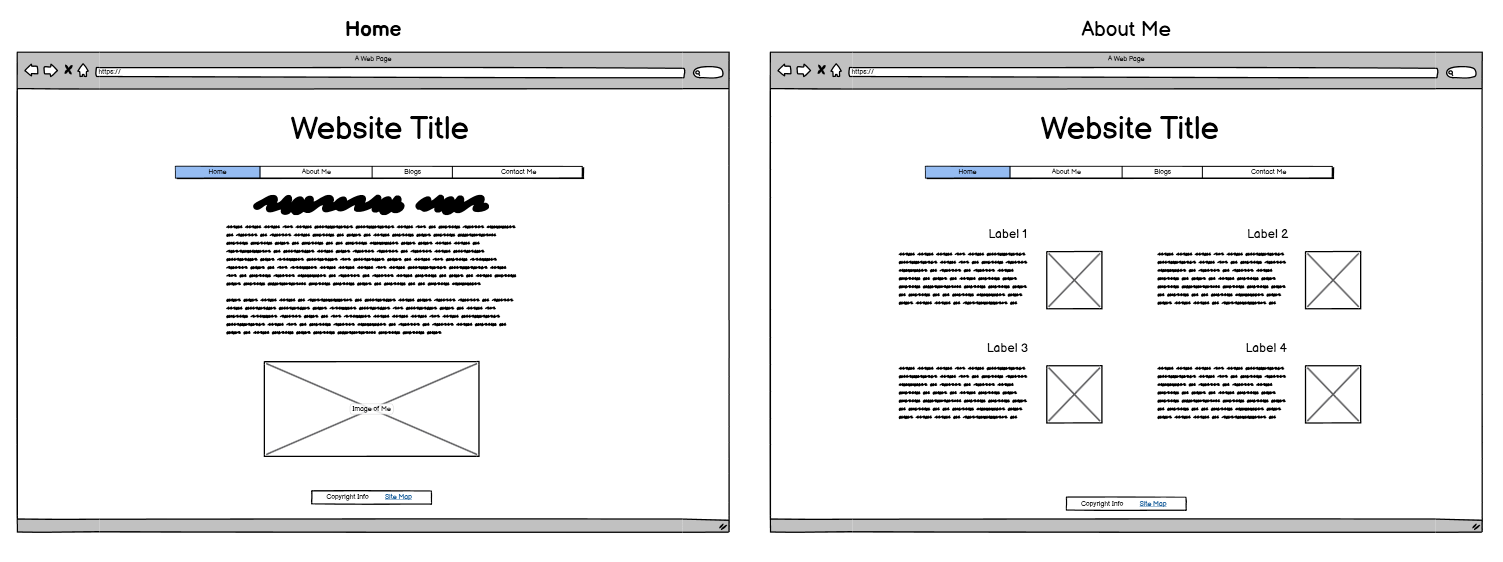 Home
A Web Page
https://
Website Title
Home About Me Blogs Contact Me
Image of Me
Copyright Info Site Map
About Me
A Web Page
https://
Website Title
Home About Me Blogs Contact Me
Label 1 Label 2
Label 3 Label 4
Copyright Info Site Map